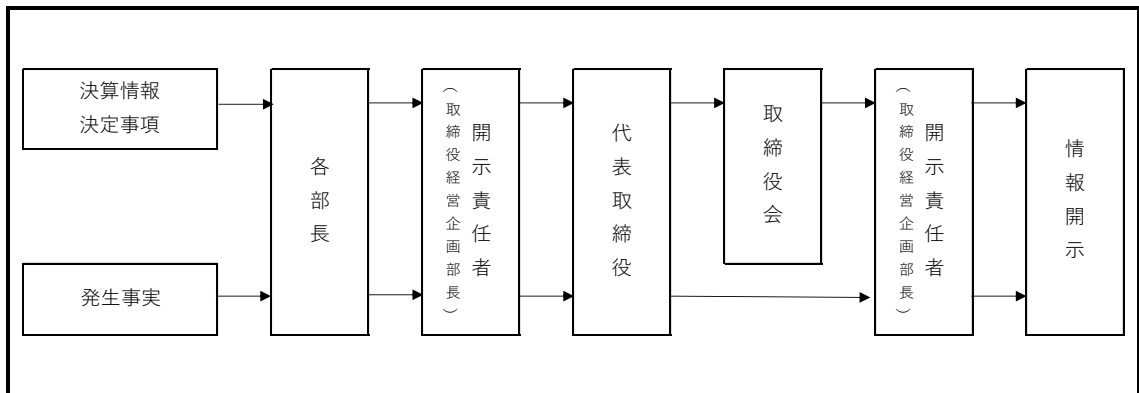 決算情報
決定事項
発生事実
各部長
開示責任者
（取締役経営企画部長）
代表取締役
取締役会
開示責任者
（取締役経営企画部長）
情報開示